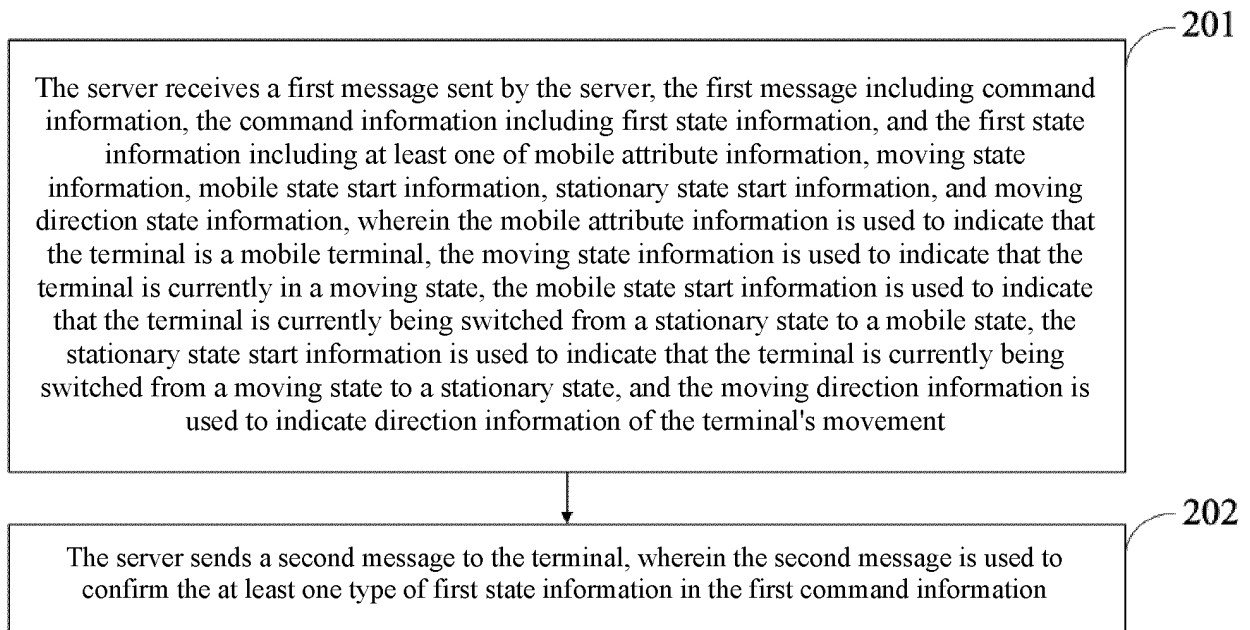 201
The server receives a first message sent by the server, the first message including command
information, the command information including first state information, and the first state
information including at least one of mobile attribute information, moving state
information, mobile state start information, stationary state start information, and moving
direction state information, wherein the mobile attribute information is used to indicate that
the terminal is a mobile terminal, the moving state information is used to indicate that the
terminal is currently in a moving state, the mobile state start information is used to indicate
that the terminal is currently being switched from a stationary state to a mobile state, the
stationary state start information is used to indicate that the terminal is currently being
switched from a moving state to a stationary state, and the moving direction information is
used to indicate direction information of the terminal's movement
202
The server sends a second message to the terminal, wherein the second message is used to
confirm the at least one type of first state information in the first command information